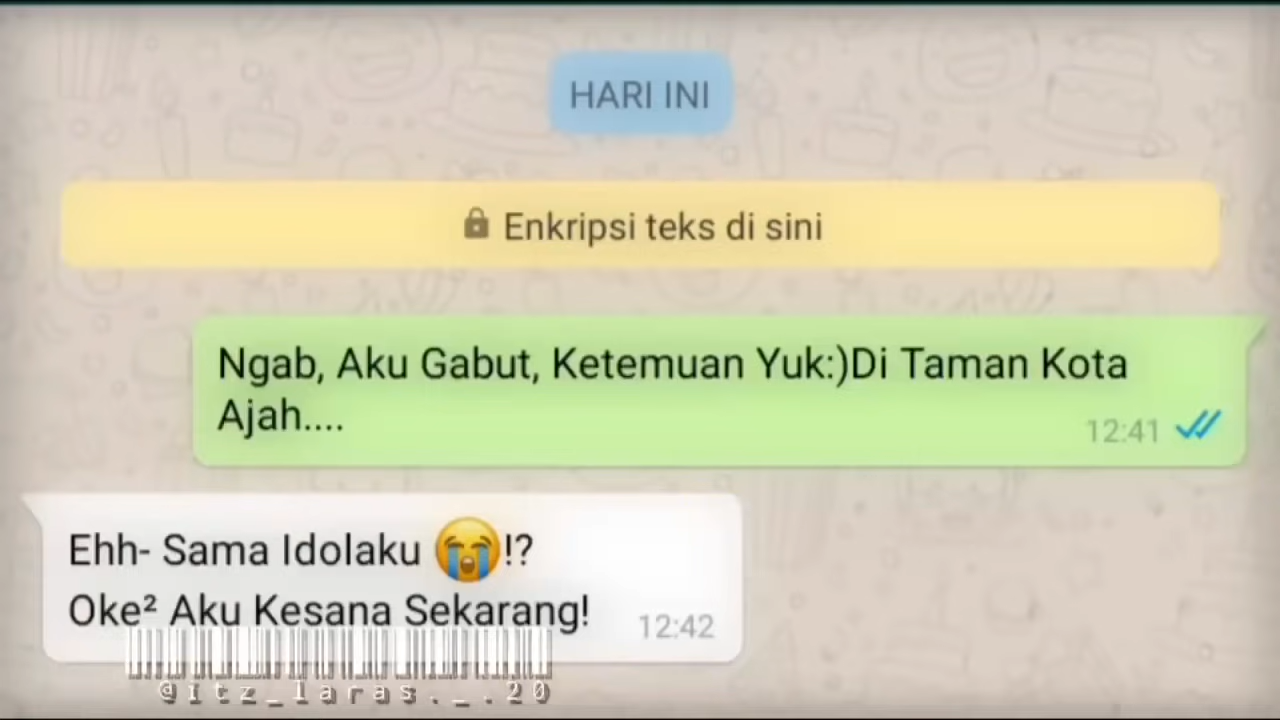 HARI INI
Enkripsi teks di sini
Ngab, Aku Gabut, Ketemuan Yuk:)Di Taman Kota
Ajah....
12:41
Ehh- Sama Idolaku 😭!?
Oke² Aku Kesana Sekarang!
12:42
@itz_laras._.20